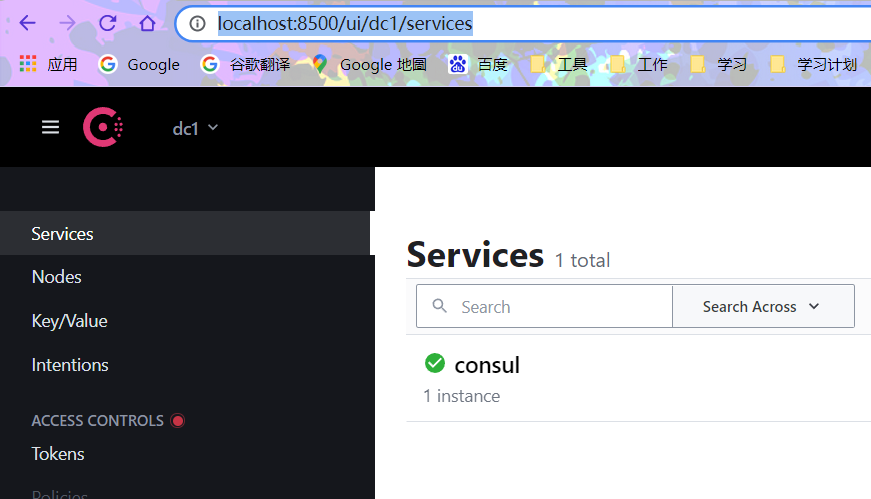 localhost:8500/ui/dc1/services
应用 Google 谷歌翻译 Google 地圖 百度 工具 工作 学习 学习计划
dc1
Services
Nodes
Key/Value
Intentions
ACCESS CONTROLS
Tokens
Policies
Services 1 total
Search Search Across
consul
1 instance